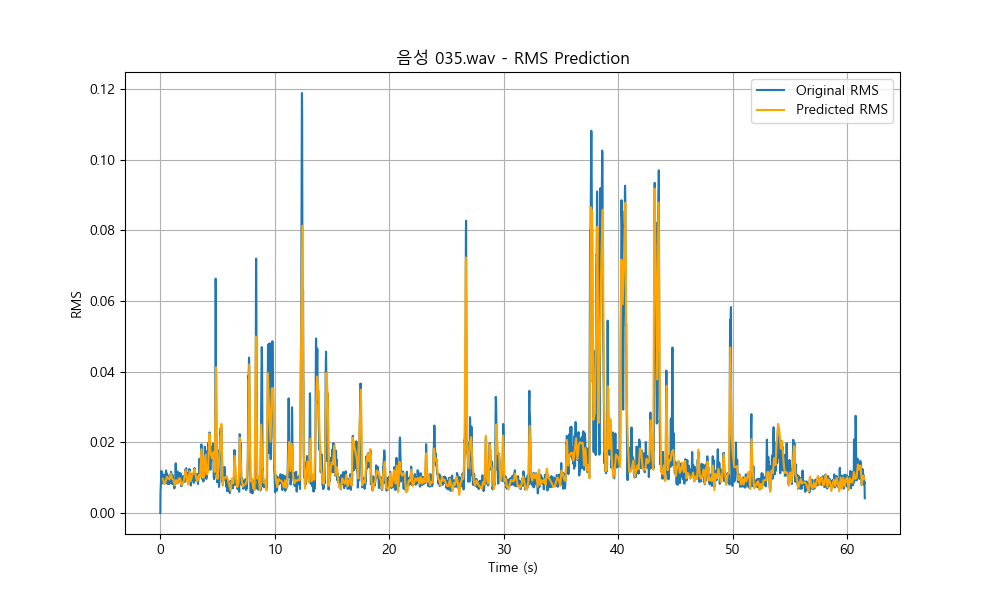 음성 035.wav - RMS Prediction
Original RMS
Predicted RMS
0.12
0.10
0.08
0.06
0.04
0.02
0.00
RMS
0 10 20 30 40 50 60
Time (s)